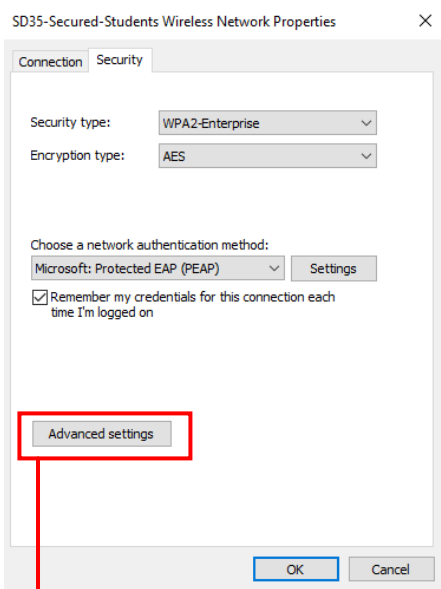 SD35-Secured-Students Wireless Network Properties
Connection Security
Security type: WPA2-Enterprise
Encryption type: AES
Choose a network authentication method:
Microsoft: Protected EAP (PEAP) Settings
Remember my credentials for this connection each
time I'm logged on
Advanced settings
OK Cancel